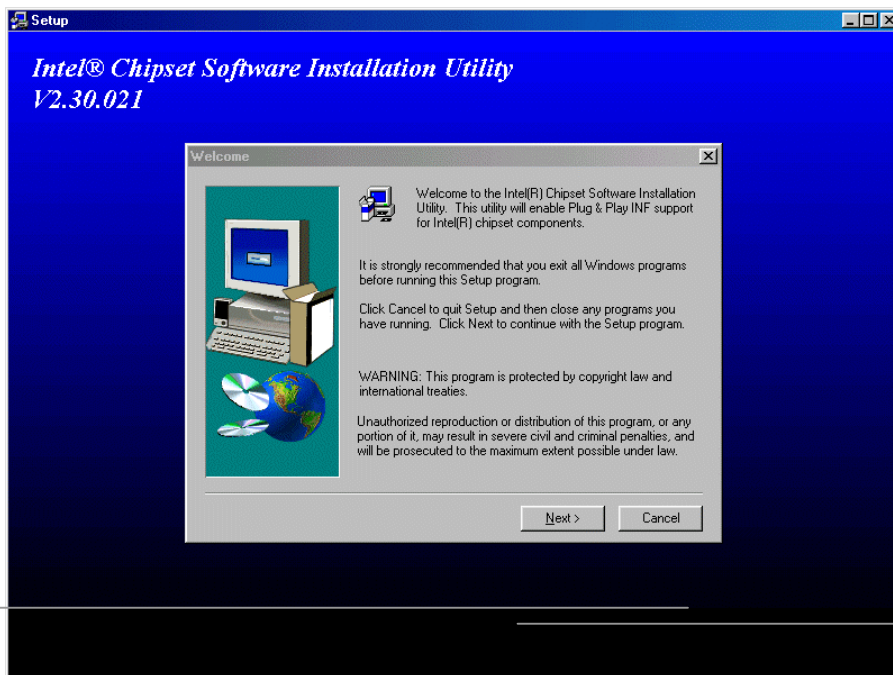 Setup
Intel® Chipset Software Installation Utility
V2.30.021
Welcome
Welcome to the Intel(R) Chipset Software Installation
Utility. This utility will enable Plug & Play INF support
for Intel(R) chipset components.
It is strongly recommended that you exit all Windows programs
before running this Setup program.
Click Cancel to quit Setup and then close any programs you
have running. Click Next to continue with the Setup program.
WARNING: This program is protected by copyright law and
international treaties.
Unauthorized reproduction or distribution of this program, or any
portion of it, may result in severe civil and criminal penalties, and
will be prosecuted to the maximum extent possible under law.
Next >
Cancel